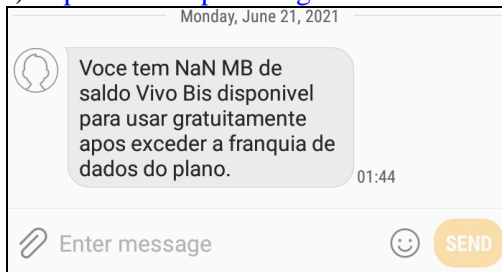 Monday, June 21, 2021
Voce tem NaN MB de
saldo Vivo Bis disponivel
para usar gratuitamente
apos exceder a franquia de
dados do plano.
01:44
Enter message
SEND